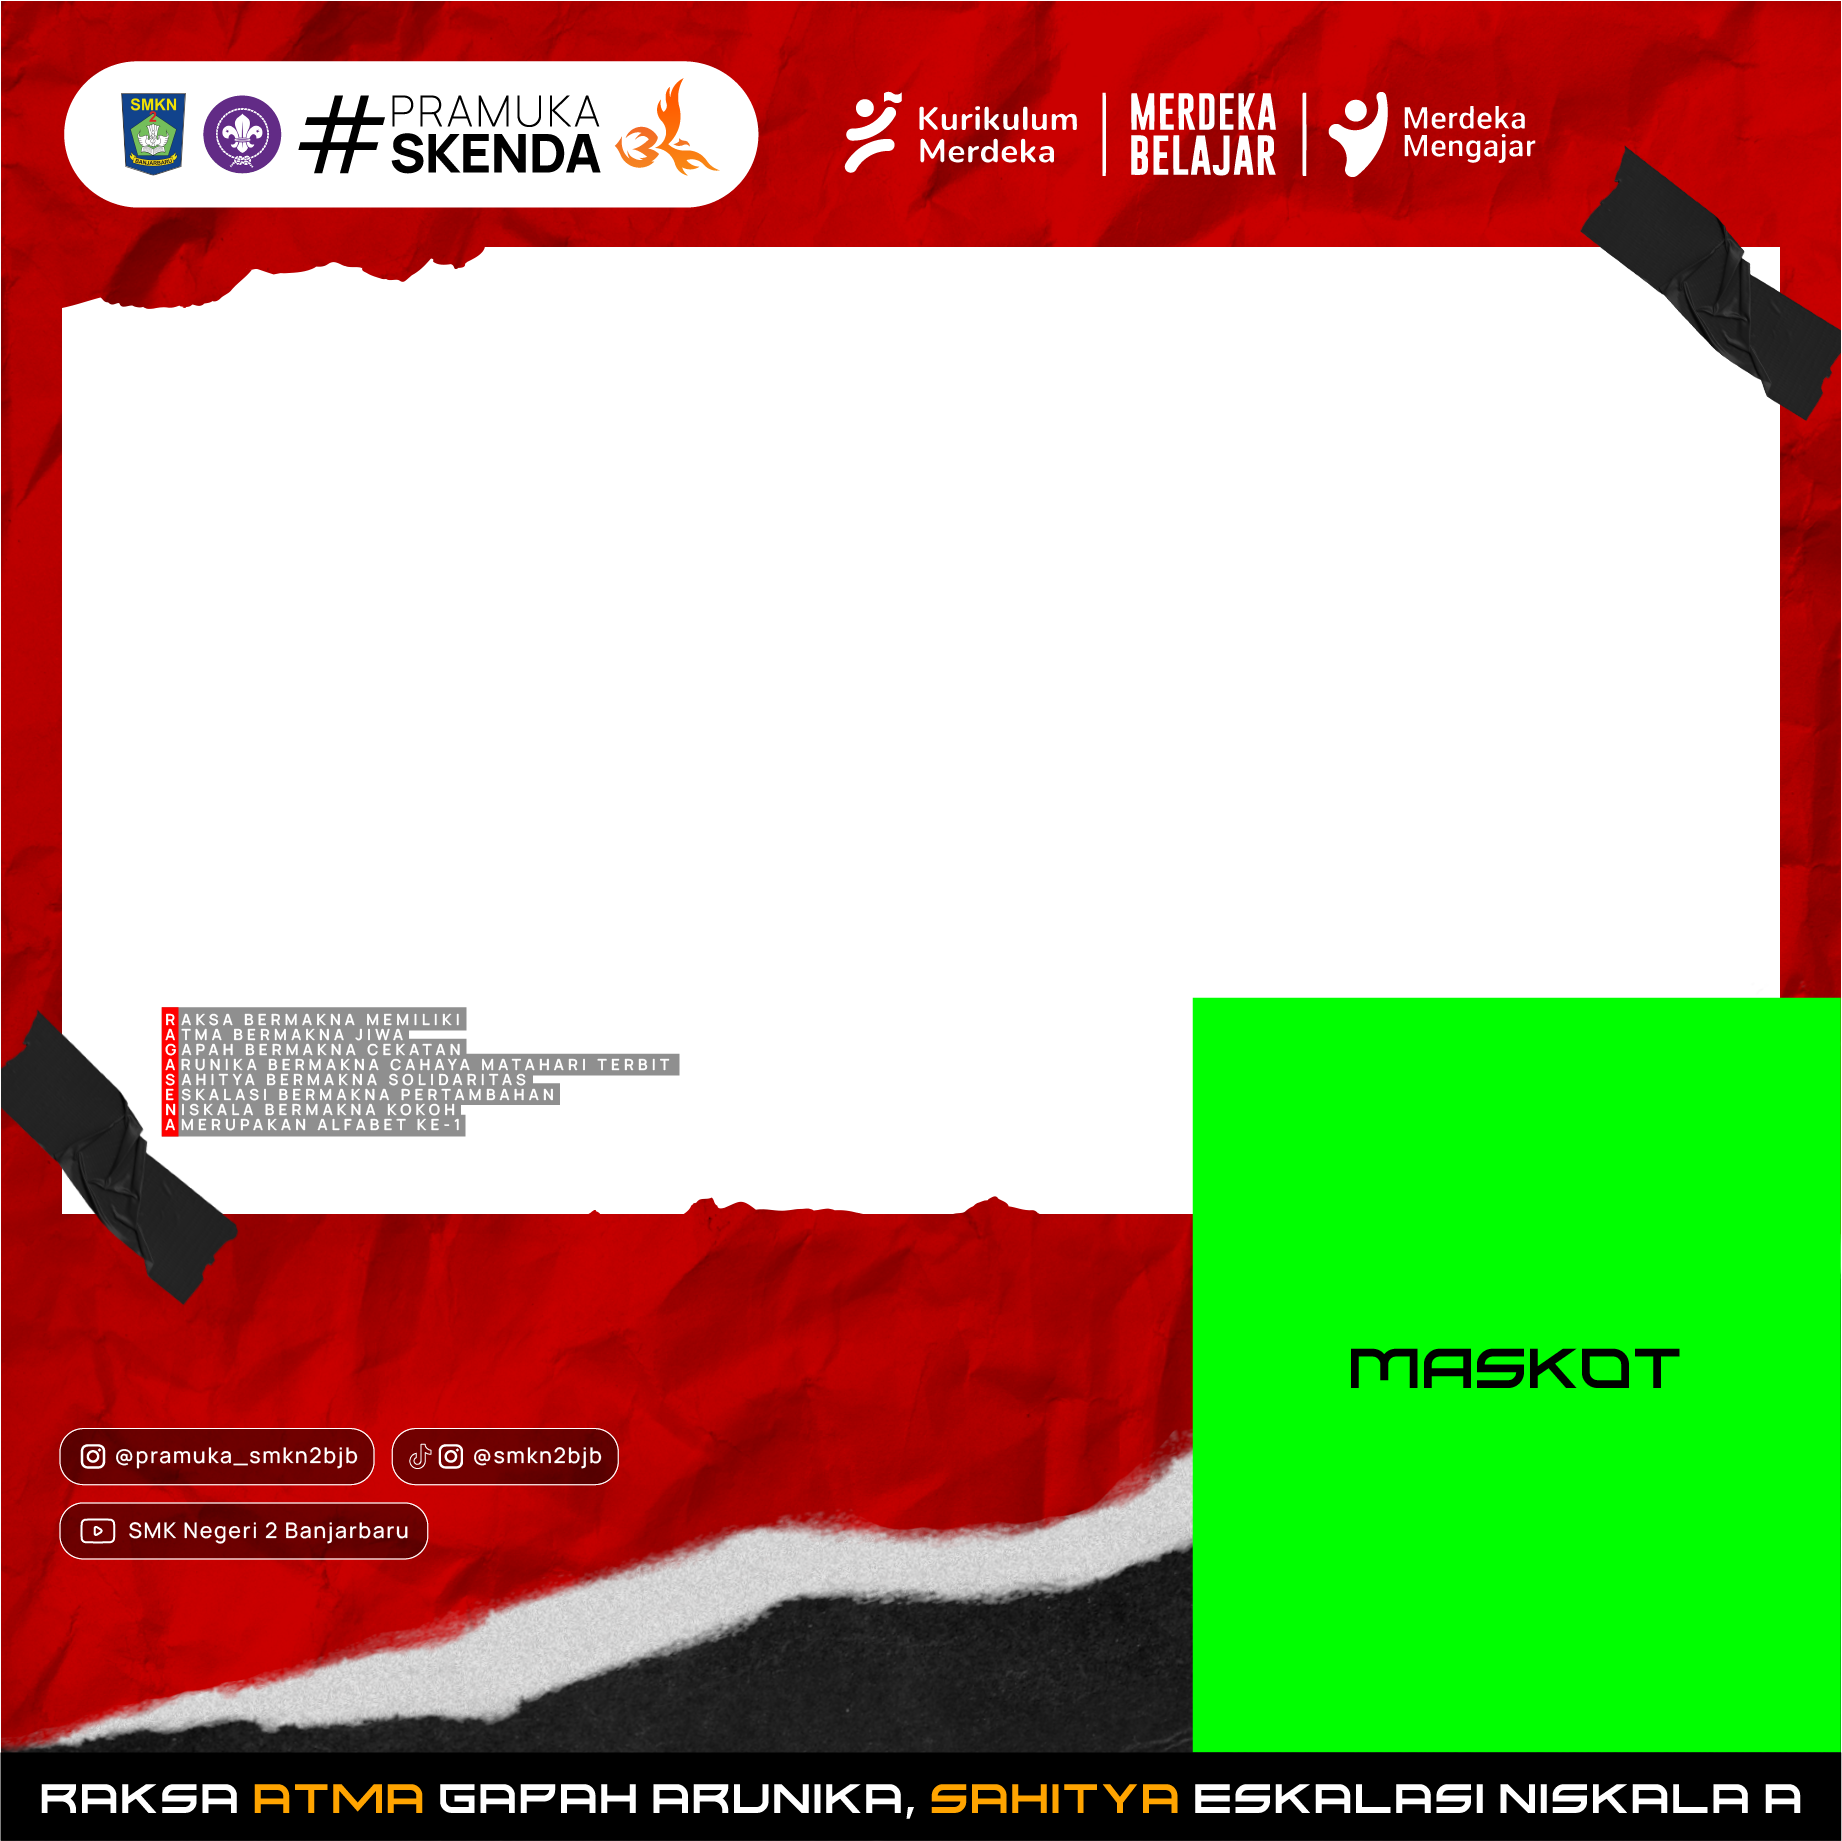 SMKN
2
BANJARBARU
#PRAMUKA
SKENDA
Kurikulum
Merdeka
MERDEKA
BELAJAR
Merdeka
Mengajar
RAKSA BERMAKNA MEMILIKI
ATMA BERMAKNA JIWA
GAPAH BERMAKNA CEKATAN
ARUNIKA BERMAKNA CAHAYA MATAHARI TERBIT
SAHITYA BERMAKNA SOLIDARITAS
ESKALASI BERMAKNA PERTAMBAHAN
NISKALA BERMAKNA KOKOH
A MERUPAKAN ALFABET KE-1
MASKOT
@pramuka_smkn2bjb
@smkn2bjb
SMK Negeri 2 Banjarbaru
RAKSA ATMA GAPAH ARUNIKA, SAHITYA ESKALASI NISKALA A